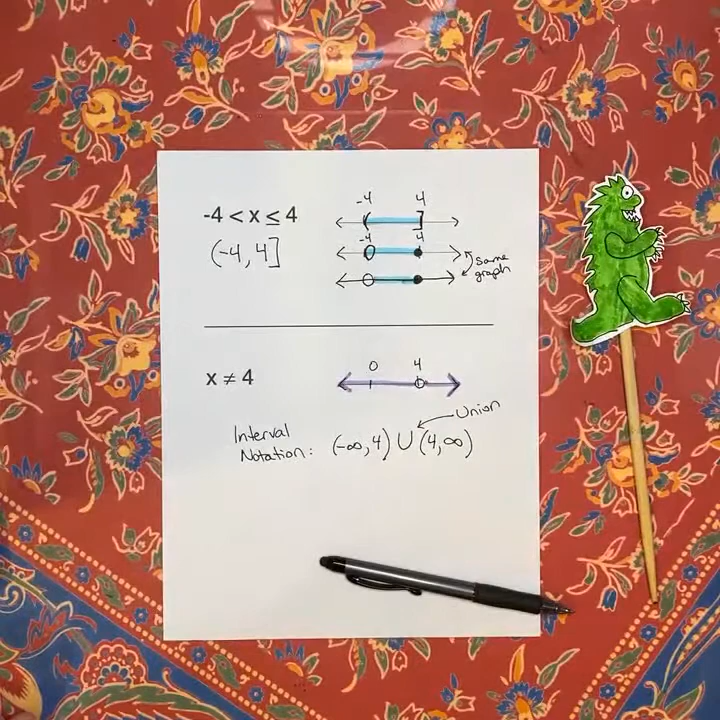 -4 < x ≤ 4
(-4, 4]
-4 4
-4 4
same
graph
x ≠ 4
0 4
Union
Interval
Notation: (-∞, 4) ∪ (4, ∞)